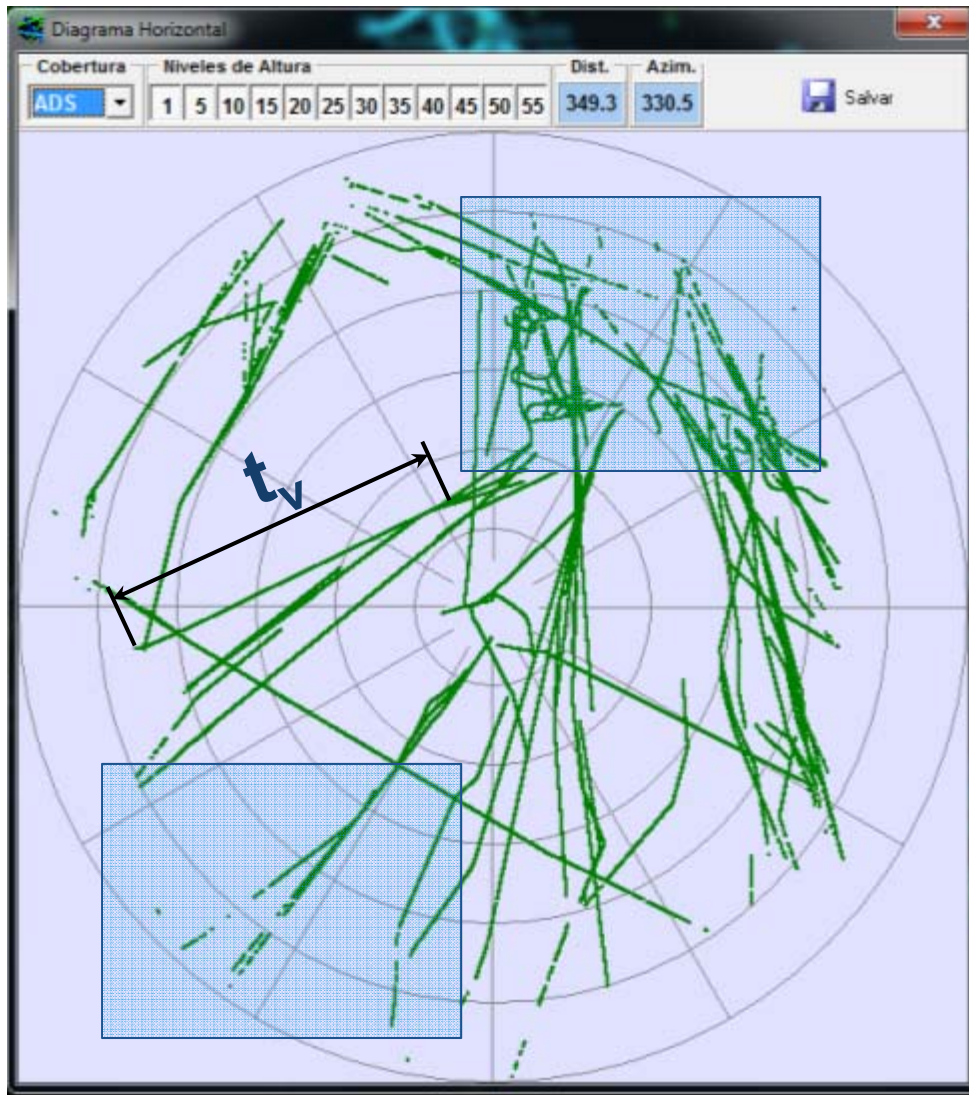 Diagrama Horizontal
Cobertura Niveles de Altura Dist. Azim.
ADS 1 5 10 15 20 25 30 35 40 45 50 55 349.3 330.5 Salvar
tv